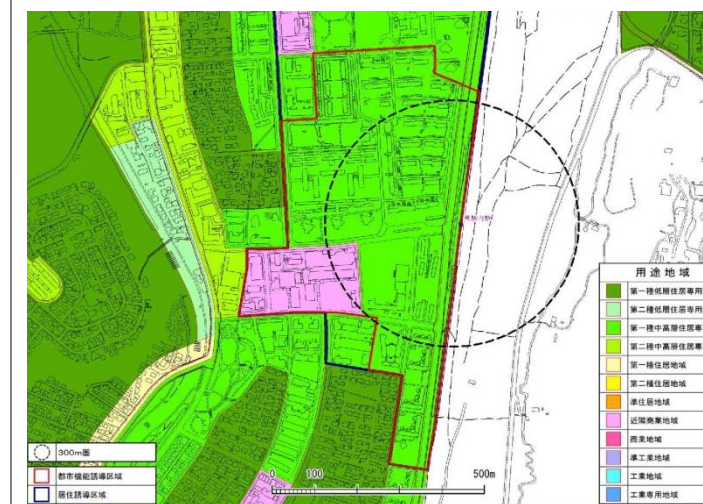 用途地域
第一種低層住居専用
第二種低層住居専用
第一種中高層住居専
第二種中高層住居専
第一種住居地域
第二種住居地域
準住居地域
近隣商業地域
商業地域
準工業地域
工業地域
工業専用地域
300m圏
都市機能誘導区域
居住誘導区域
0 100 500m